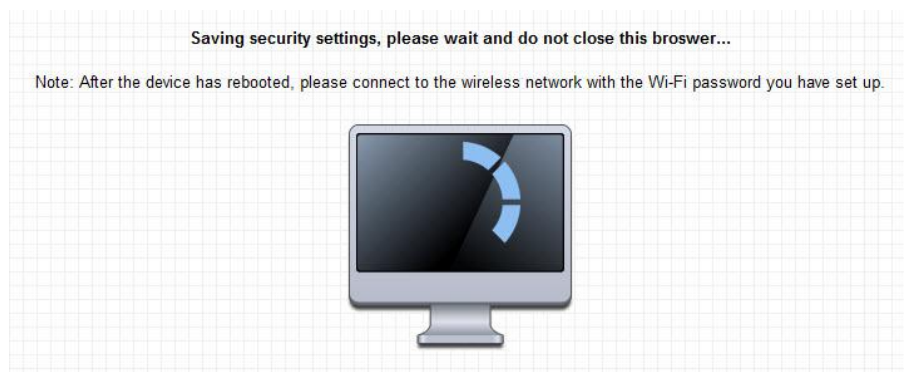 Saving security settings, please wait and do not close this broswer...
Note: After the device has rebooted, please connect to the wireless network with the Wi-Fi password you have set up.